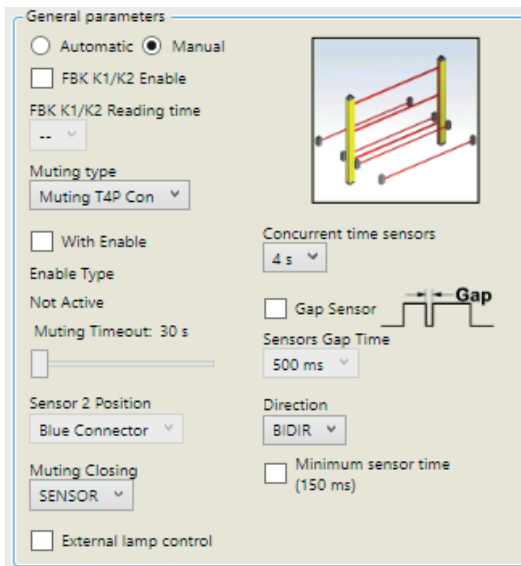 General parameters
Automatic Manual
FBK K1/K2 Enable
FBK K1/K2 Reading time
--
Muting type
Muting T4P Con
With Enable
Enable Type
Not Active
Muting Timeout: 30 s
Sensor 2 Position
Blue Connector
Muting Closing
SENSOR
External lamp control
Concurrent time sensors
4 s
Gap Sensor
Gap
Sensors Gap Time
500 ms
Direction
BIDIR
Minimum sensor time
(150 ms)